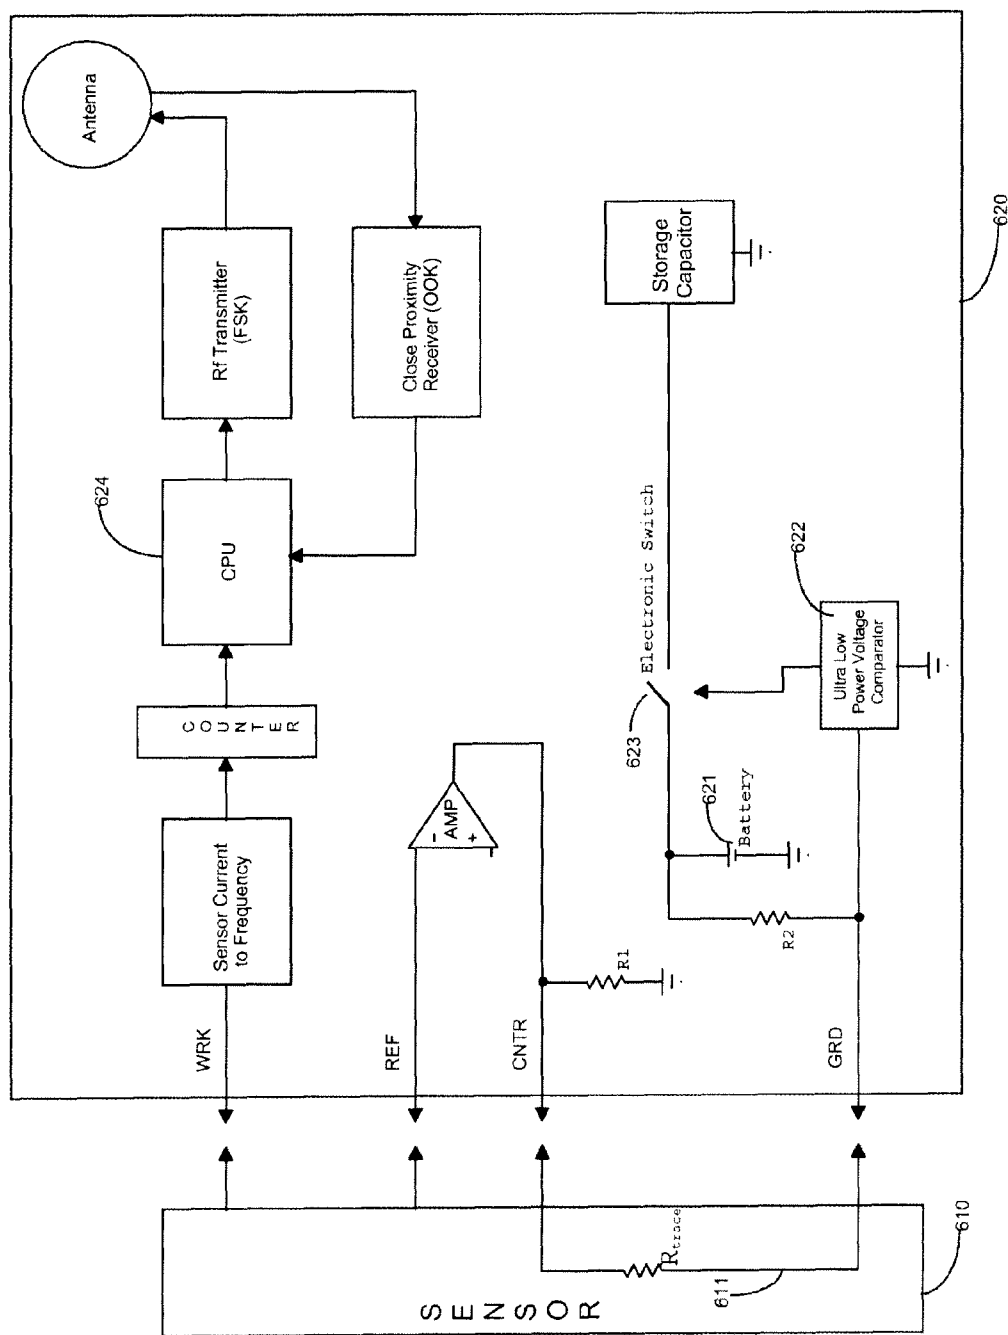 Antenna
Rf Transmitter
(FSK)
Close Proximity
Receiver (OOK)
Storage
Capacitor
620
624
CPU
Electronic Switch
622
Ultra Low
Power Voltage
Comparator
623
COUNTER
AMP
-
+
621
Battery
Sensor Current
to Frequency
R1
R2
WRK
REF
CNTR
GRD
SENSOR
Rtrace
611
610